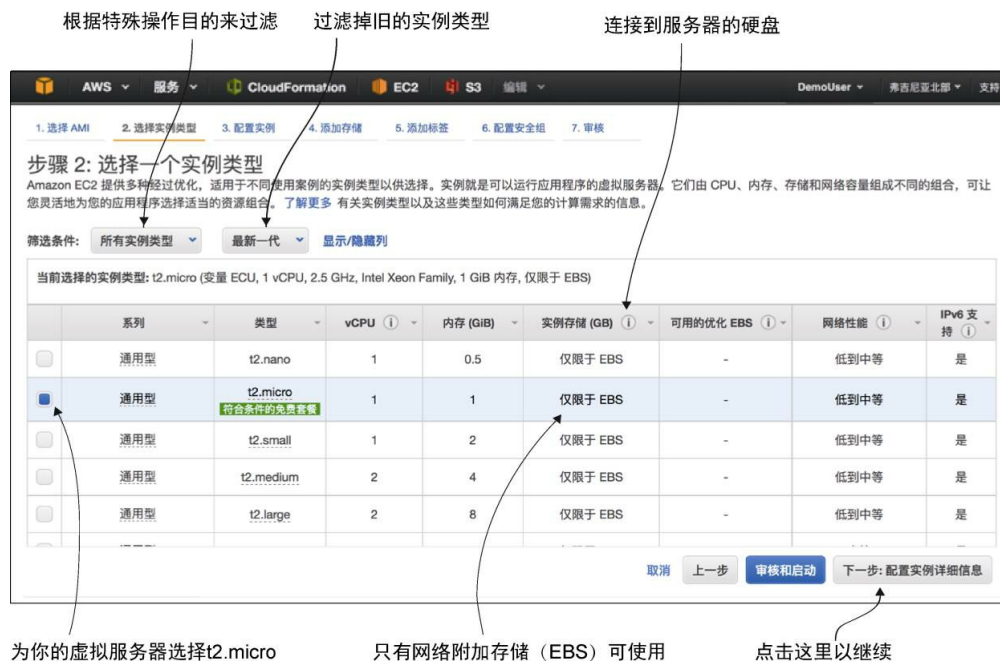 根据特殊操作目的来过滤 过滤掉旧的实例类型 连接到服务器的硬盘
AWS 服务 CloudFormation EC2 S3 编辑 DemoUser 弗吉尼亚北部 支持
1. 选择 AMI 2. 选择实例类型 3. 配置实例 4. 添加存储 5. 添加标签 6. 配置安全组 7. 审核
步骤 2: 选择一个实例类型
Amazon EC2 提供多种经过优化，适用于不同使用案例的实例类型以供选择。实例就是可以运行应用程序的虚拟服务器。它们由 CPU、内存、存储和网络容量组成不同的组合，可让
您灵活地为您的应用程序选择适当的资源组合。 了解更多 有关实例类型以及这些类型如何满足您的计算需求的信息。
筛选条件: 所有实例类型 最新一代 显示/隐藏列
当前选择的实例类型: t2.micro (变量 ECU, 1 vCPU, 2.5 GHz, Intel Xeon Family, 1 GiB 内存, 仅限于 EBS)
系列 类型 vCPU 内存 (GiB) 实例存储 (GB) 可用的优化 EBS 网络性能 IPv6 支
持
通用型 t2.nano 1 0.5 仅限于 EBS - 低到中等 是
通用型 t2.micro 1 1 仅限于 EBS - 低到中等 是
符合条件的免费套餐
通用型 t2.small 1 2 仅限于 EBS - 低到中等 是
通用型 t2.medium 2 4 仅限于 EBS - 低到中等 是
通用型 t2.large 2 8 仅限于 EBS - 低到中等 是
取消 上一步 审核和启动 下一步: 配置实例详细信息
为你的虚拟服务器选择t2.micro 只有网络附加存储（EBS）可使用 点击这里以继续